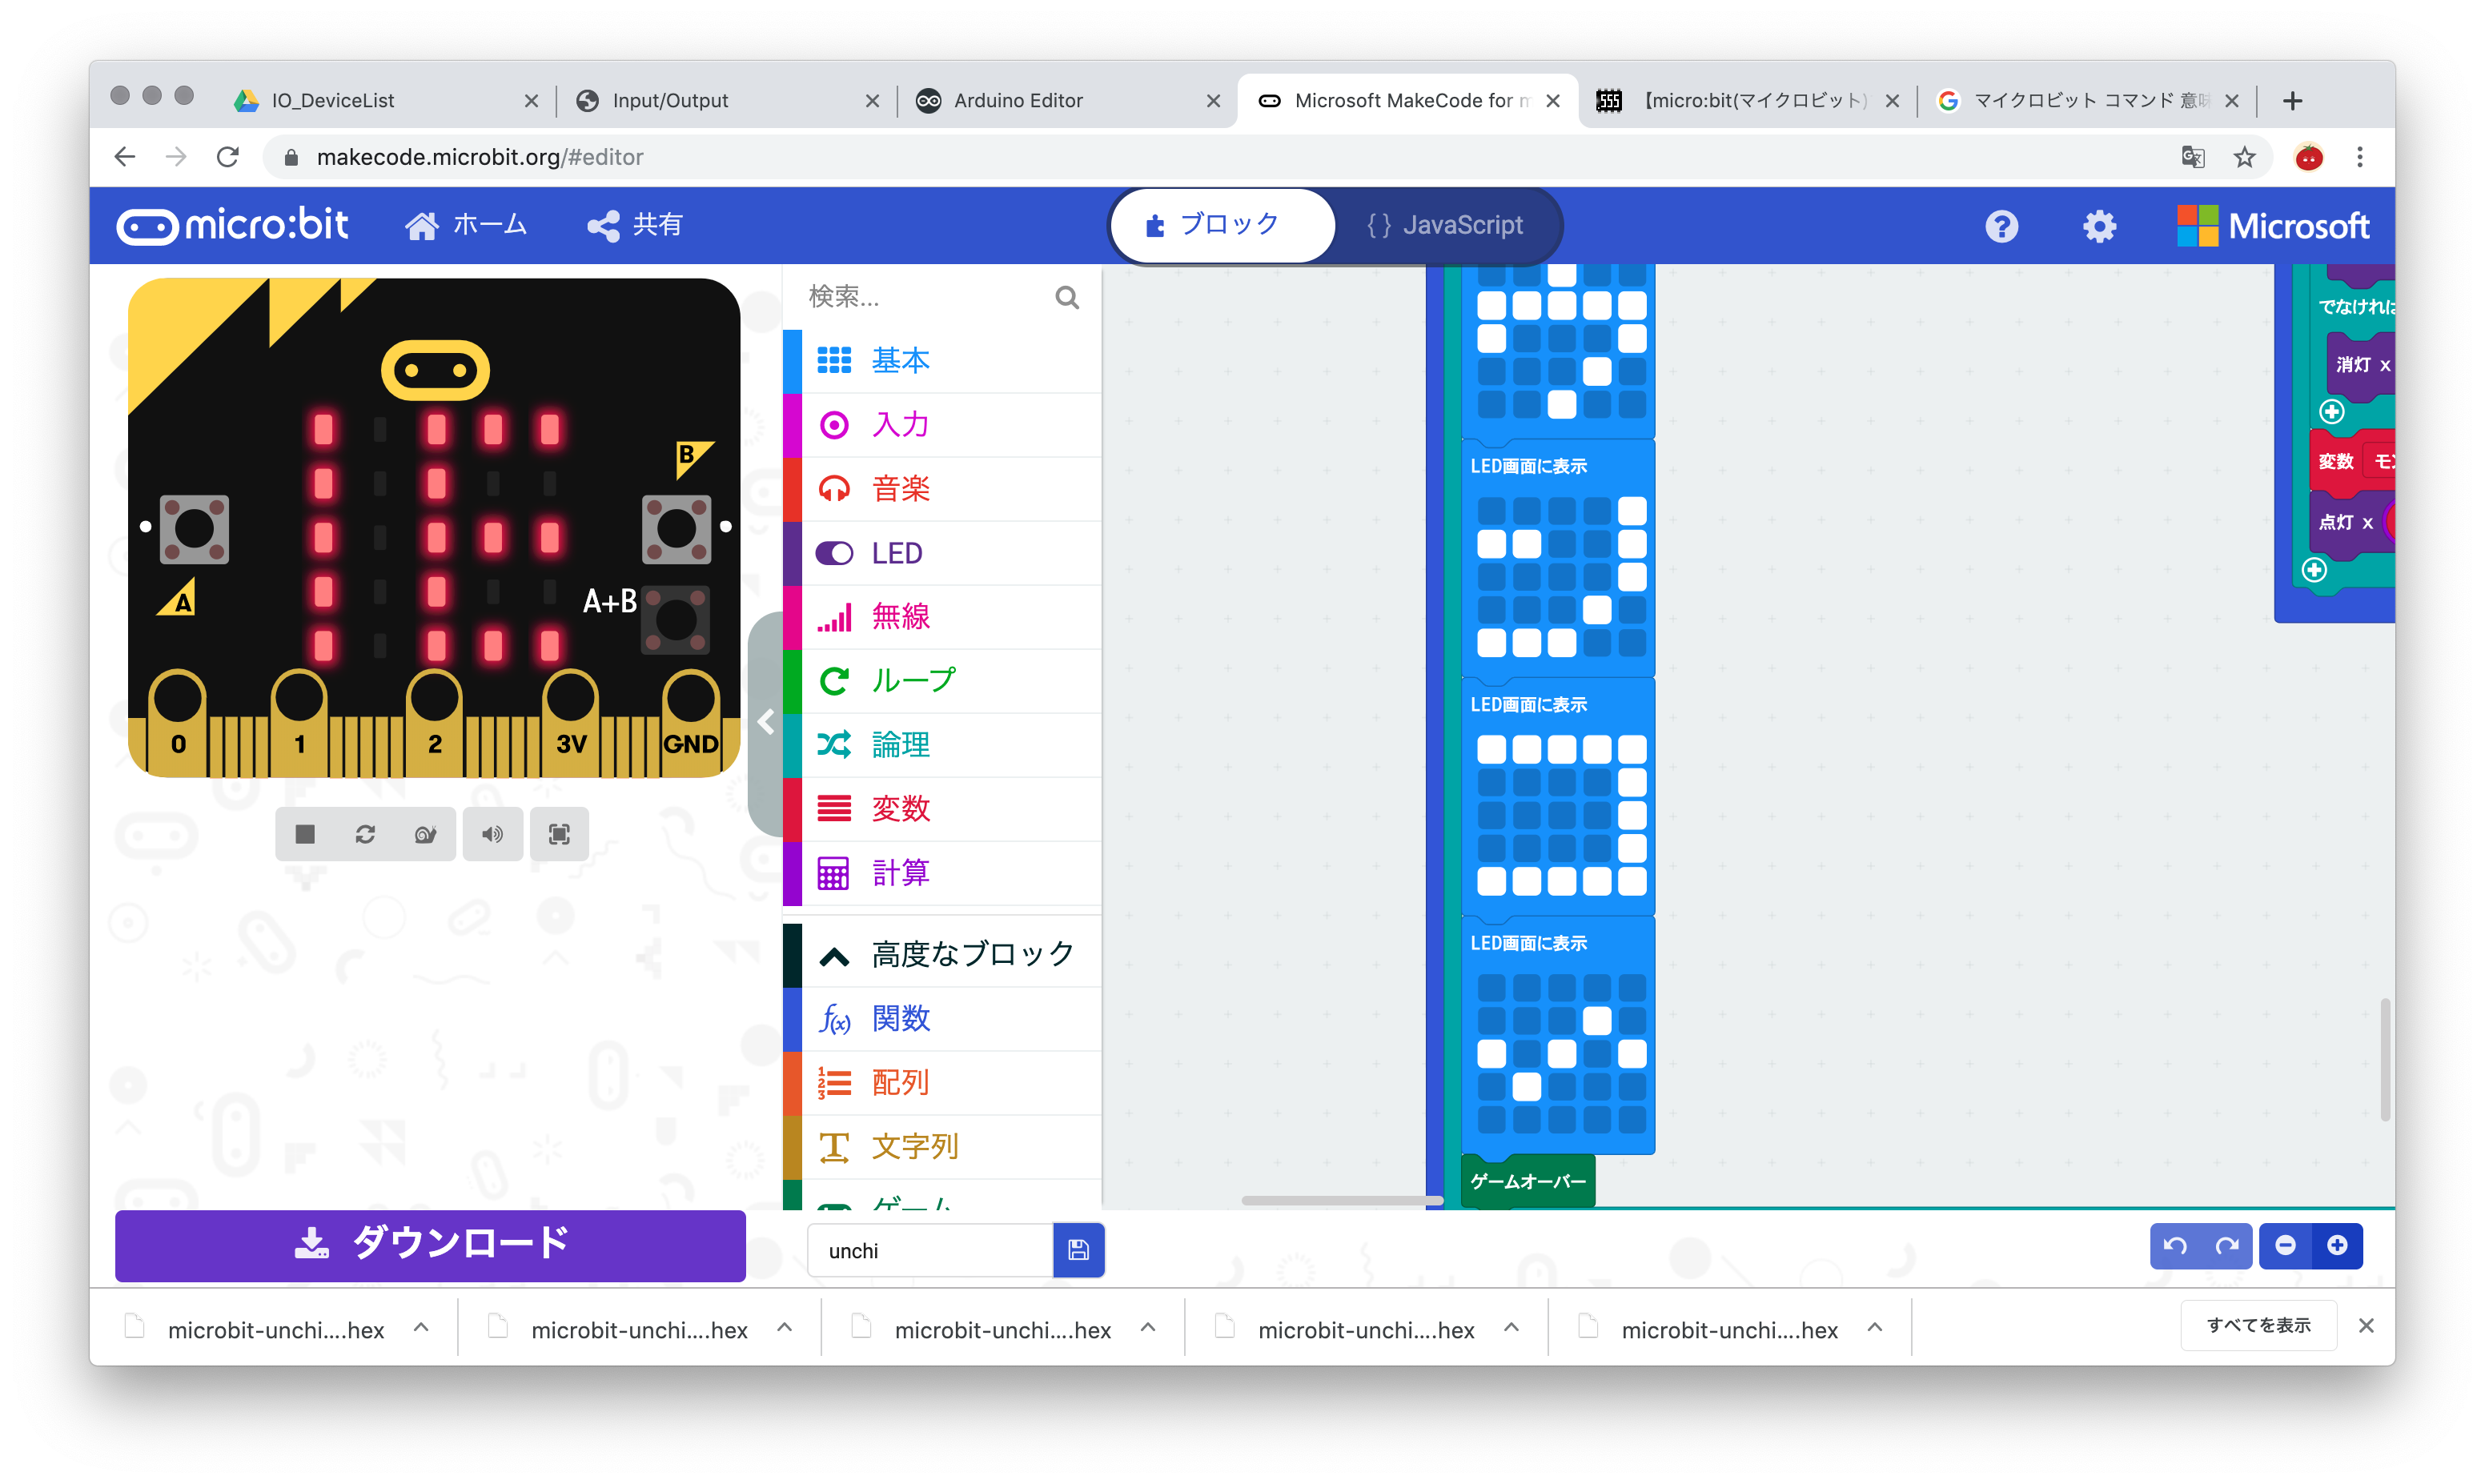 IO_DeviceList
Input/Output
Arduino Editor
Microsoft MakeCode for m
【micro:bit(マイクロビット)
マイクロビット コマンド 意味
makecode.microbit.org/#editor
micro:bit
ホーム
共有
ブロック
{ } JavaScript
?
Microsoft
B
A
A+B
0
1
2
3V
GND
検索...
基本
入力
音楽
LED
無線
ループ
論理
変数
計算
高度なブロック
関数
配列
文字列
ゲーム
LED画面に表示
LED画面に表示
LED画面に表示
ゲームオーバー
でなければ
消灯 x
変数 モン
点灯 x
ダウンロード
unchi
microbit-unchi....hex
microbit-unchi....hex
microbit-unchi....hex
microbit-unchi....hex
microbit-unchi....hex
すべてを表示